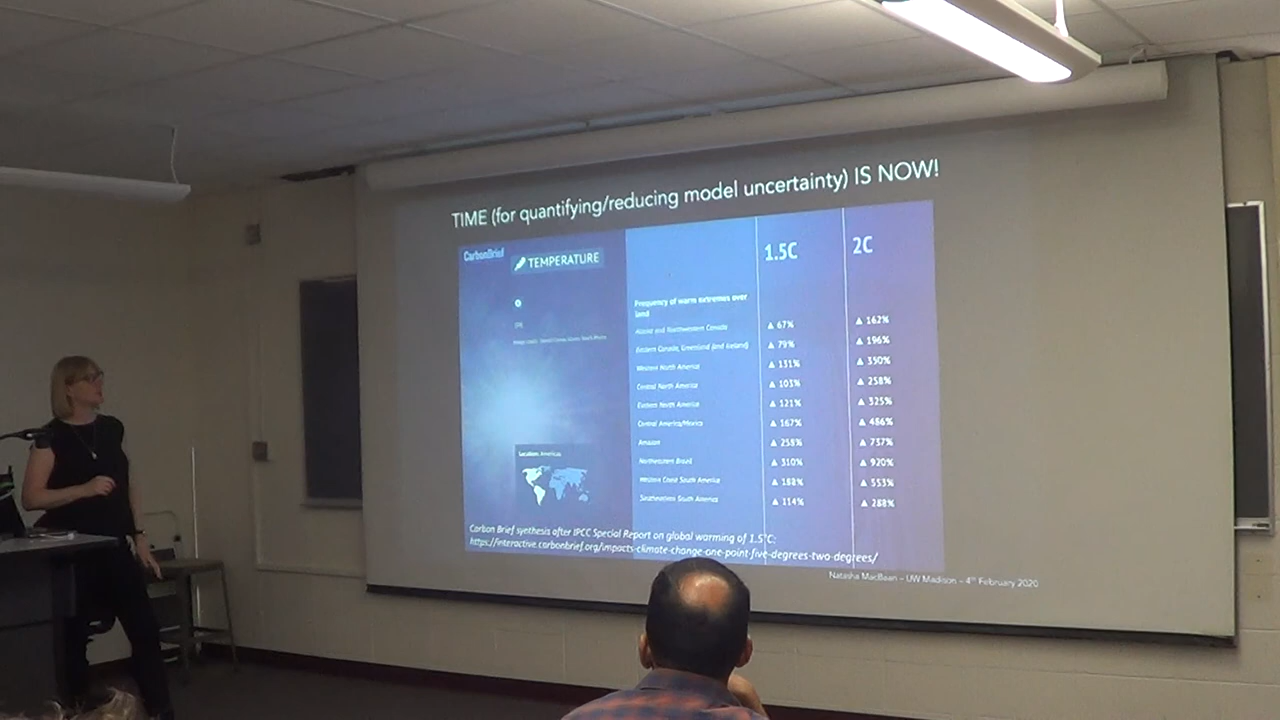 TIME (for quantifying/reducing model uncertainty) IS NOW!
CarbonBrief
TEMPERATURE
1.5C
2C
Frequency of warm extremes over
land
Alaska and Northwestern Canada ▲ 67% ▲ 162%
Eastern Canada, Greenland (and Iceland) ▲ 79% ▲ 196%
Western North America ▲ 131% ▲ 350%
Central North America ▲ 103% ▲ 258%
Eastern North America ▲ 121% ▲ 325%
Central America/Mexico ▲ 167% ▲ 486%
Amazon ▲ 258% ▲ 737%
Northeastern Brazil ▲ 310% ▲ 920%
Western Coast South America ▲ 188% ▲ 553%
Southeastern South America ▲ 114% ▲ 288%
Location: Americas
Carbon Brief synthesis after IPCC Special Report on global warming of 1.5°C:
https://interactive.carbonbrief.org/impacts-climate-change-one-point-five-degrees-two-degrees/
Natasha MacBean – UW Madison – 4th February 2020